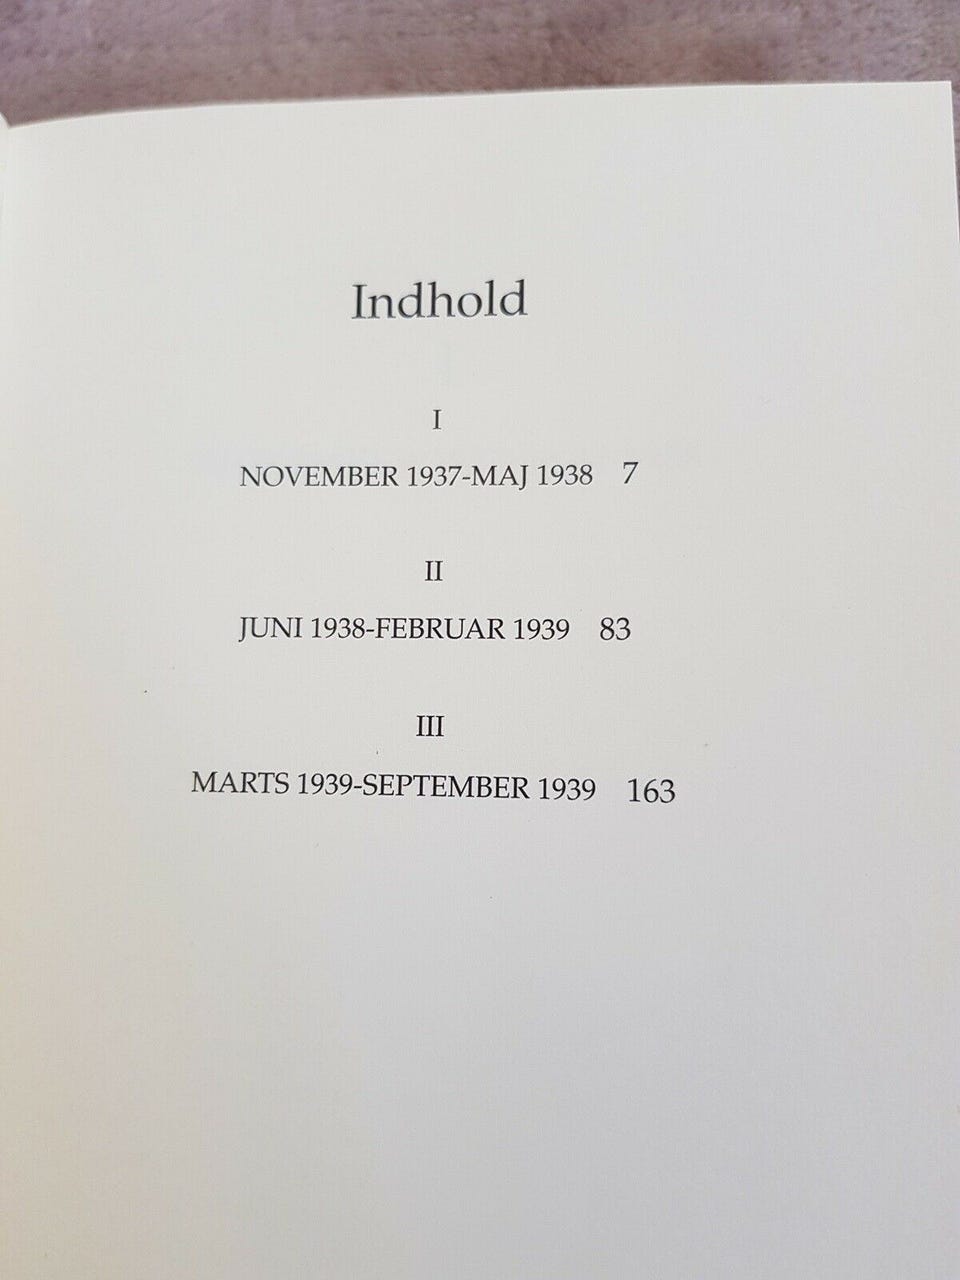 Indhold
I
NOVEMBER 1937-MAJ 1938 7
II
JUNI 1938-FEBRUAR 1939 83
III
MARTS 1939-SEPTEMBER 1939 163